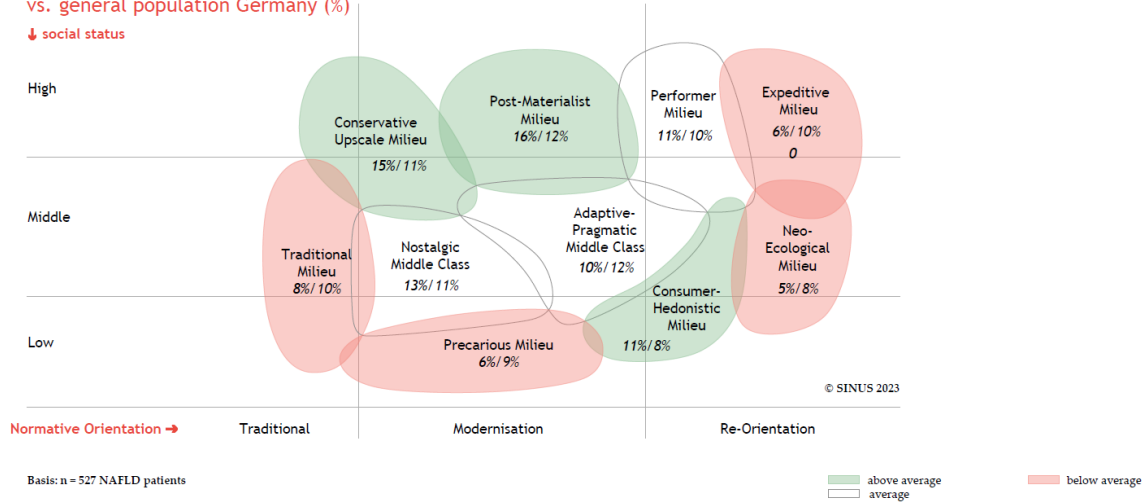 vs. general population Germany (%)
↓ social status
High
Conservative
Upscale Milieu
15%/11%
Post-Materialist
Milieu
16%/12%
Performer
Milieu
11%/10%
Expeditive
Milieu
6%/10%
0
Middle
Traditional
Milieu
8%/10%
Nostalgic
Middle Class
13%/11%
Adaptive-
Pragmatic
Middle Class
10%/12%
Neo-
Ecological
Milieu
5%/8%
Consumer-
Hedonistic
Milieu
11%/8%
Low
Precarious Milieu
6%/9%
© SINUS 2023
Normative Orientation →
Traditional
Modernisation
Re-Orientation
Basis: n = 527 NAFLD patients
above average
below average
average